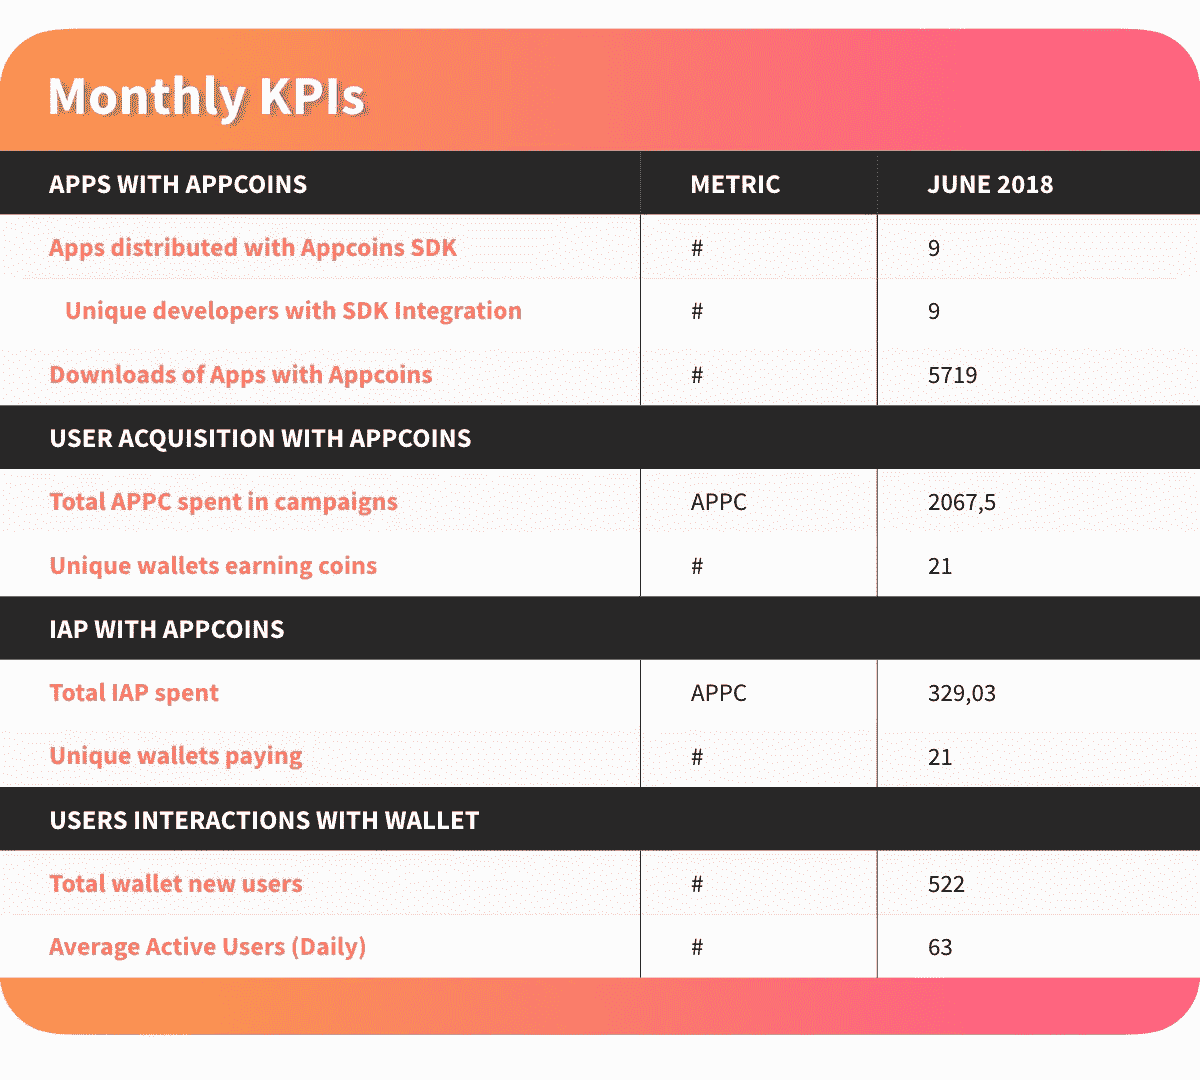 Monthly KPIs
APPS WITH APPCOINS METRIC JUNE 2018
Apps distributed with Appcoins SDK # 9
Unique developers with SDK Integration # 9
Downloads of Apps with Appcoins # 5719
USER ACQUISITION WITH APPCOINS
Total APPC spent in campaigns APPC 2067,5
Unique wallets earning coins # 21
IAP WITH APPCOINS
Total IAP spent APPC 329,03
Unique wallets paying # 21
USERS INTERACTIONS WITH WALLET
Total wallet new users # 522
Average Active Users (Daily) # 63